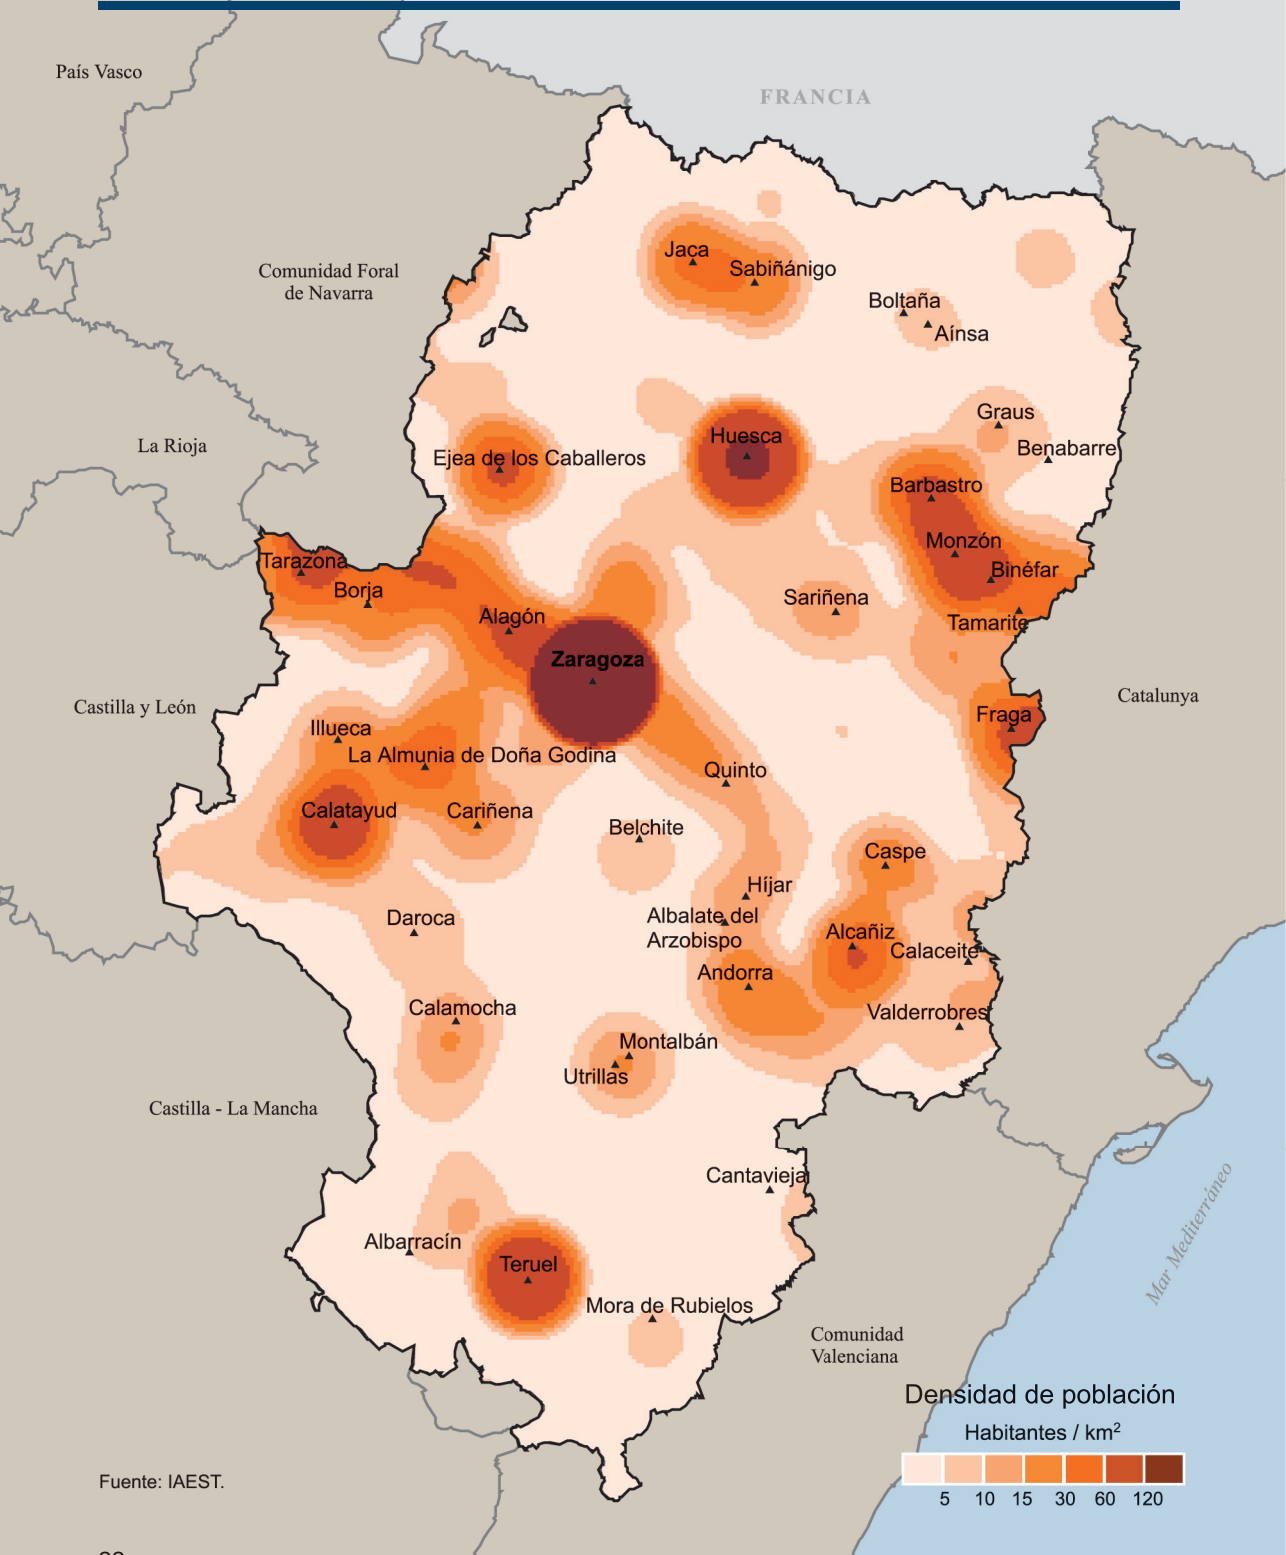 País Vasco
FRANCIA
Comunidad Foral
de Navarra
Jaca
Sabiñánigo
Boltaña
Aínsa
La Rioja
Graus
Benabarre
Huesca
Ejea de los Caballeros
Barbastro
Monzón
Binéfar
Tarazona
Borja
Sariñena
Tamarite
Alagón
Zaragoza
Castilla y León
Catalunya
Fraga
Illueca
La Almunia de Doña Godina
Quinto
Calatayud
Cariñena
Belchite
Caspe
Híjar
Albalate del
Arzobispo
Daroca
Alcañiz
Calaceite
Andorra
Calamocha
Valderrobres
Montalbán
Utrillas
Castilla - La Mancha
Cantavieja
Mar Mediterráneo
Albarracín
Teruel
Mora de Rubielos
Comunidad
Valenciana
Densidad de población
Habitantes / km²
5 10 15 30 60 120
Fuente: IAEST.